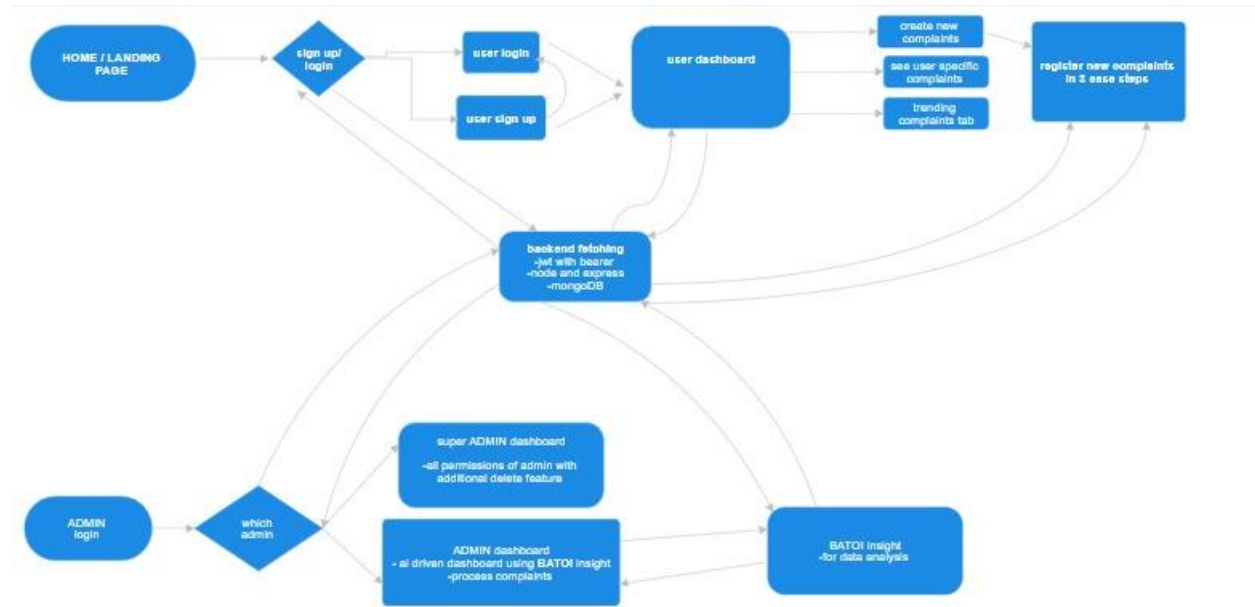 HOME / LANDING
PAGE
sign up/
login
user login
user sign up
user dashboard
create new
complaints
see user specific
complaints
trending
complaints tab
register new complaints
in 3 ease steps
backend fetching
-jwt with bearer
-node and express
-mongoDB
super ADMIN dashboard
-all permissions of admin with
additional delete feature
ADMIN
login
which
admin
ADMIN dashboard
- ai driven dashboard using BATOI insight
-process complaints
BATOI insight
-for data analysis